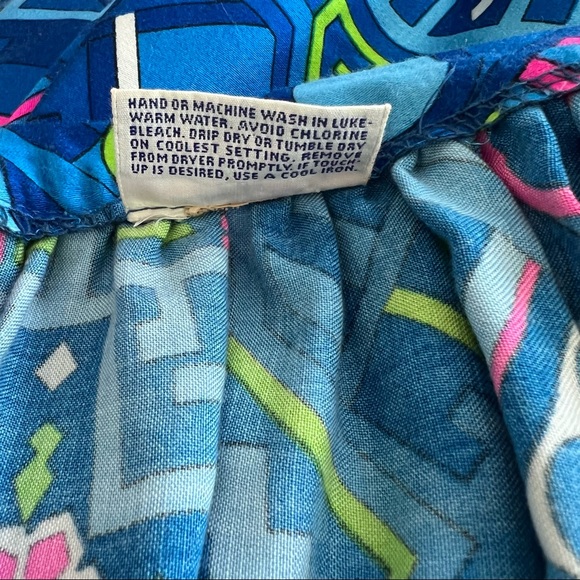 HAND OR MACHINE WASH IN LUKE-
WARM WATER. AVOID CHLORINE
BLEACH. DRIP DRY OR TUMBLE DAY
ON COOLEST SETTING. REMOVE
FROM DRYER PROMPTLY. IF TOUCH-
UP IS DESIRED, USE A COOL IRON.